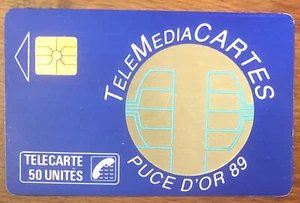 TELEMEDIACARTES
PUCE D'OR 89
TELECARTE
50 UNITÉS